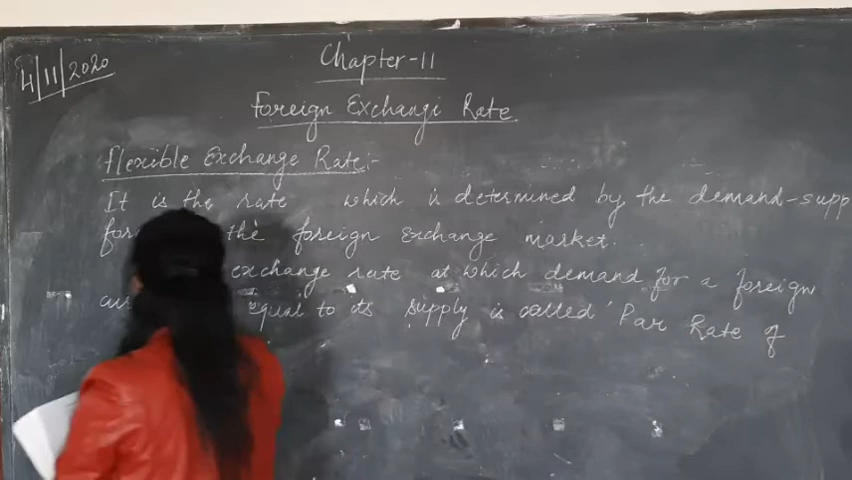 4/11/2020
Chapter-11
Foreign Exchange Rate
flexible Exchange Rate:-
It is the rate which is determined by the demand-supp
for the foreign exchange market.
exchange rate at which demand for a foreign
cur equal to its supply is called 'Par Rate of